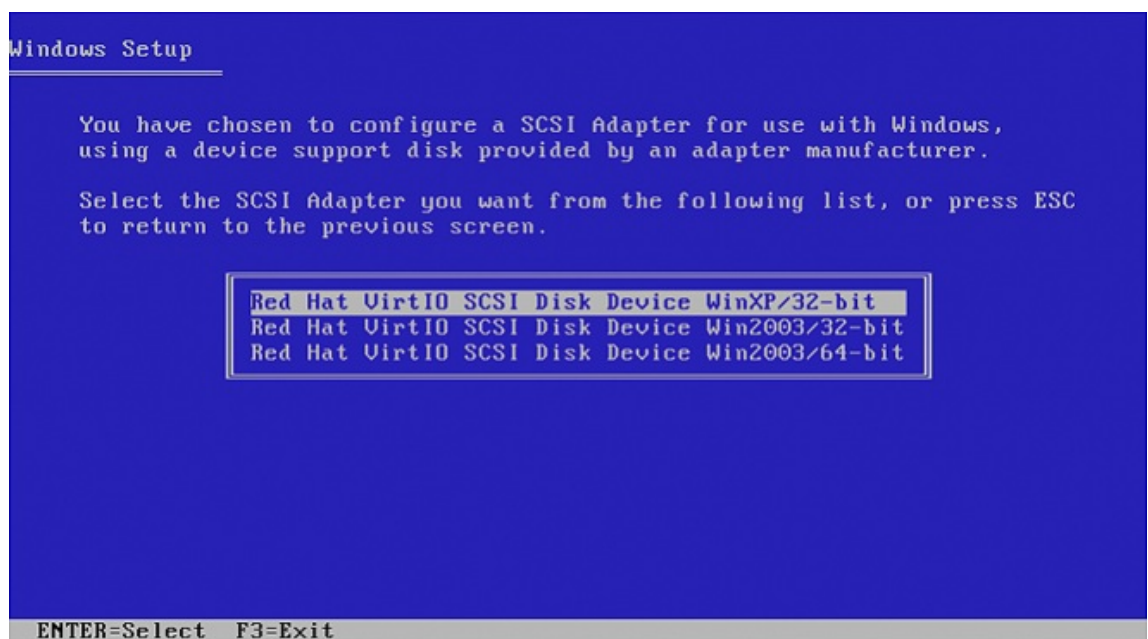 Windows Setup
You have chosen to configure a SCSI Adapter for use with Windows,
using a device support disk provided by an adapter manufacturer.
Select the SCSI Adapter you want from the following list, or press ESC
to return to the previous screen.
Red Hat VirtIO SCSI Disk Device WinXP/32-bit
Red Hat VirtIO SCSI Disk Device Win2003/32-bit
Red Hat VirtIO SCSI Disk Device Win2003/64-bit
ENTER=Select F3=Exit